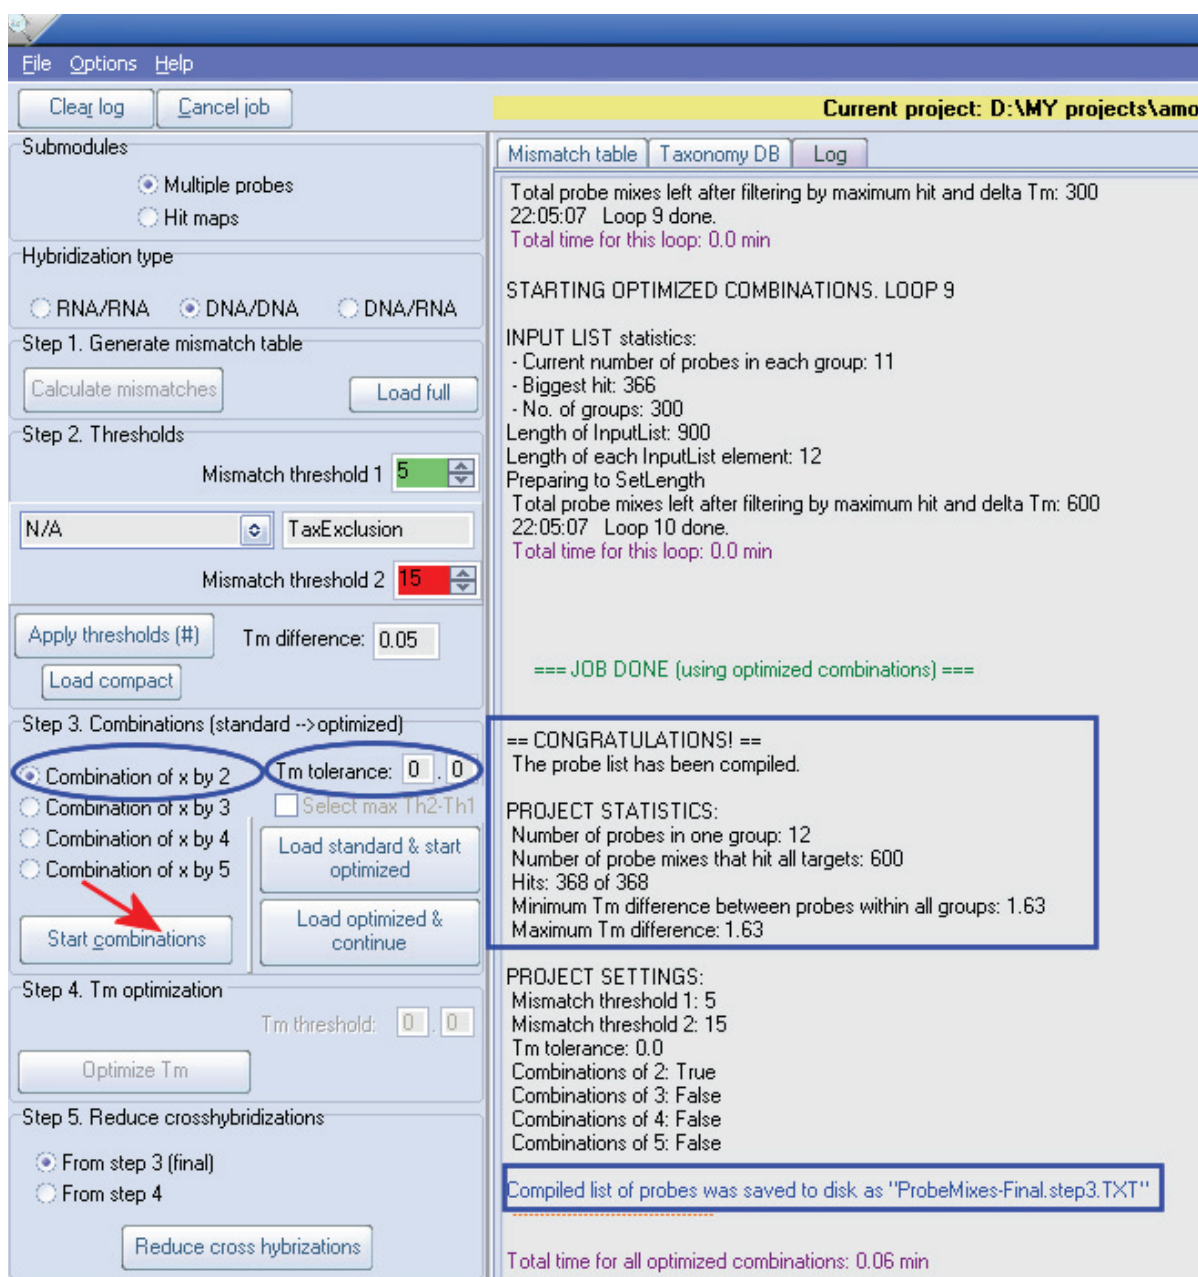 File Options Help
Clear log Cancel job
Current project: D:\MY projects\amo
Submodules
Multiple probes
Hit maps
Hybridization type
RNA/RNA DNA/DNA DNA/RNA
Step 1. Generate mismatch table
Calculate mismatches Load full
Step 2. Thresholds
Mismatch threshold 1 5
N/A TaxExclusion
Mismatch threshold 2 15
Apply thresholds (#) Tm difference: 0.05
Load compact
Step 3. Combinations (standard -->optimized)
Combination of x by 2 Tm tolerance: 0 . 0
Combination of x by 3 Select max Th2-Th1
Combination of x by 4
Combination of x by 5
Load standard & start
optimized
Start combinations
Load optimized &
continue
Step 4. Tm optimization
Tm threshold: 0 . 0
Optimize Tm
Step 5. Reduce crosshybridizations
From step 3 (final)
From step 4
Reduce cross hybrizations
Mismatch table Taxonomy DB Log
Total probe mixes left after filtering by maximum hit and delta Tm: 300
22:05:07 Loop 9 done.
Total time for this loop: 0.0 min
STARTING OPTIMIZED COMBINATIONS. LOOP 9
INPUT LIST statistics:
- Current number of probes in each group: 11
- Biggest hit: 366
- No. of groups: 300
Length of InputList: 900
Length of each InputList element: 12
Preparing to SetLength
Total probe mixes left after filtering by maximum hit and delta Tm: 600
22:05:07 Loop 10 done.
Total time for this loop: 0.0 min
=== JOB DONE (using optimized combinations) ===
== CONGRATULATIONS! ==
The probe list has been compiled.
PROJECT STATISTICS:
Number of probes in one group: 12
Number of probe mixes that hit all targets: 600
Hits: 368 of 368
Minimum Tm difference between probes within all groups: 1.63
Maximum Tm difference: 1.63
PROJECT SETTINGS:
Mismatch threshold 1: 5
Mismatch threshold 2: 15
Tm tolerance: 0.0
Combinations of 2: True
Combinations of 3: False
Combinations of 4: False
Combinations of 5: False
Compiled list of probes was saved to disk as "ProbeMixes-Final.step3.TXT"
Total time for all optimized combinations: 0.06 min